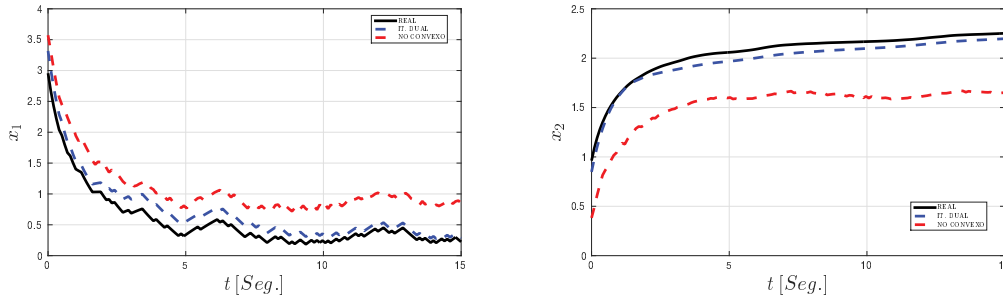 4
3.5
3
2.5
2
1.5
1
0.5
0
0
5
10
15
x₁
t [Seg.]
REAL
IT. DUAL
NO CONVEXO
2.5
2
1.5
1
0.5
0
0
5
10
15
x₂
t [Seg.]
REAL
IT. DUAL
NO CONVEXO